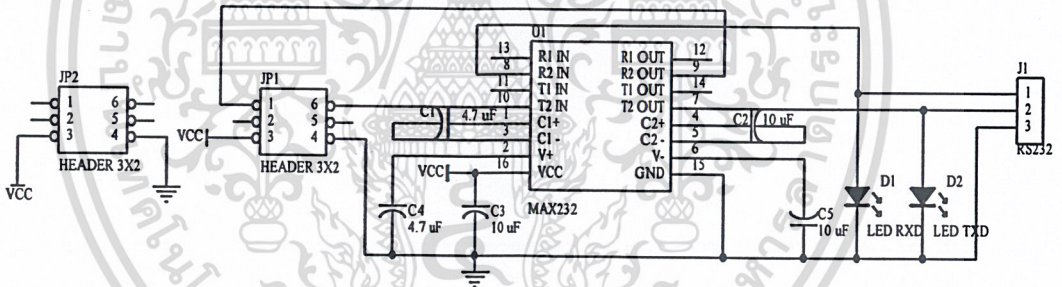 JP2
1
2
3
6
5
4
HEADER 3X2
VCC
JP1
1
2
3
6
5
4
VCC
HEADER 3X2
U1
13
8
11
10
1
3
2
16
R1 IN
R2 IN
T1 IN
T2 IN
C1+
C1 -
V+
VCC
R1 OUT
R2 OUT
T1 OUT
T2 OUT
C2+
C2 -
V-
GND
12
9
14
7
4
5
6
15
MAX232
C1
4.7 uF
C2
10 uF
VCC
C4
4.7 uF
C3
10 uF
C5
10 uF
D1
LED RXD
D2
LED TXD
J1
1
2
3
RS232